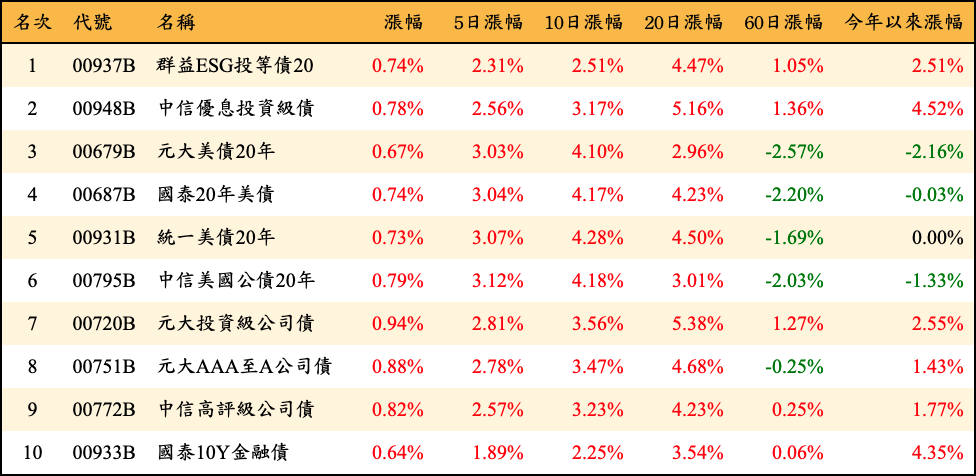 名次 代號 名稱 漲幅 5日漲幅 10日漲幅 20日漲幅 60日漲幅 今年以來漲幅
1 00937B 群益ESG投等債20 0.74% 2.31% 2.51% 4.47% 1.05% 2.51%
2 00948B 中信優息投資級債 0.78% 2.56% 3.17% 5.16% 1.36% 4.52%
3 00679B 元大美債20年 0.67% 3.03% 4.10% 2.96% -2.57% -2.16%
4 00687B 國泰20年美債 0.74% 3.04% 4.17% 4.23% -2.20% -0.03%
5 00931B 統一美債20年 0.73% 3.07% 4.28% 4.50% -1.69% 0.00%
6 00795B 中信美國公債20年 0.79% 3.12% 4.18% 3.01% -2.03% -1.33%
7 00720B 元大投資級公司債 0.94% 2.81% 3.56% 5.38% 1.27% 2.55%
8 00751B 元大AAA至A公司債 0.88% 2.78% 3.47% 4.68% -0.25% 1.43%
9 00772B 中信高評級公司債 0.82% 2.57% 3.23% 4.23% 0.25% 1.77%
10 00933B 國泰10Y金融債 0.64% 1.89% 2.25% 3.54% 0.06% 4.35%